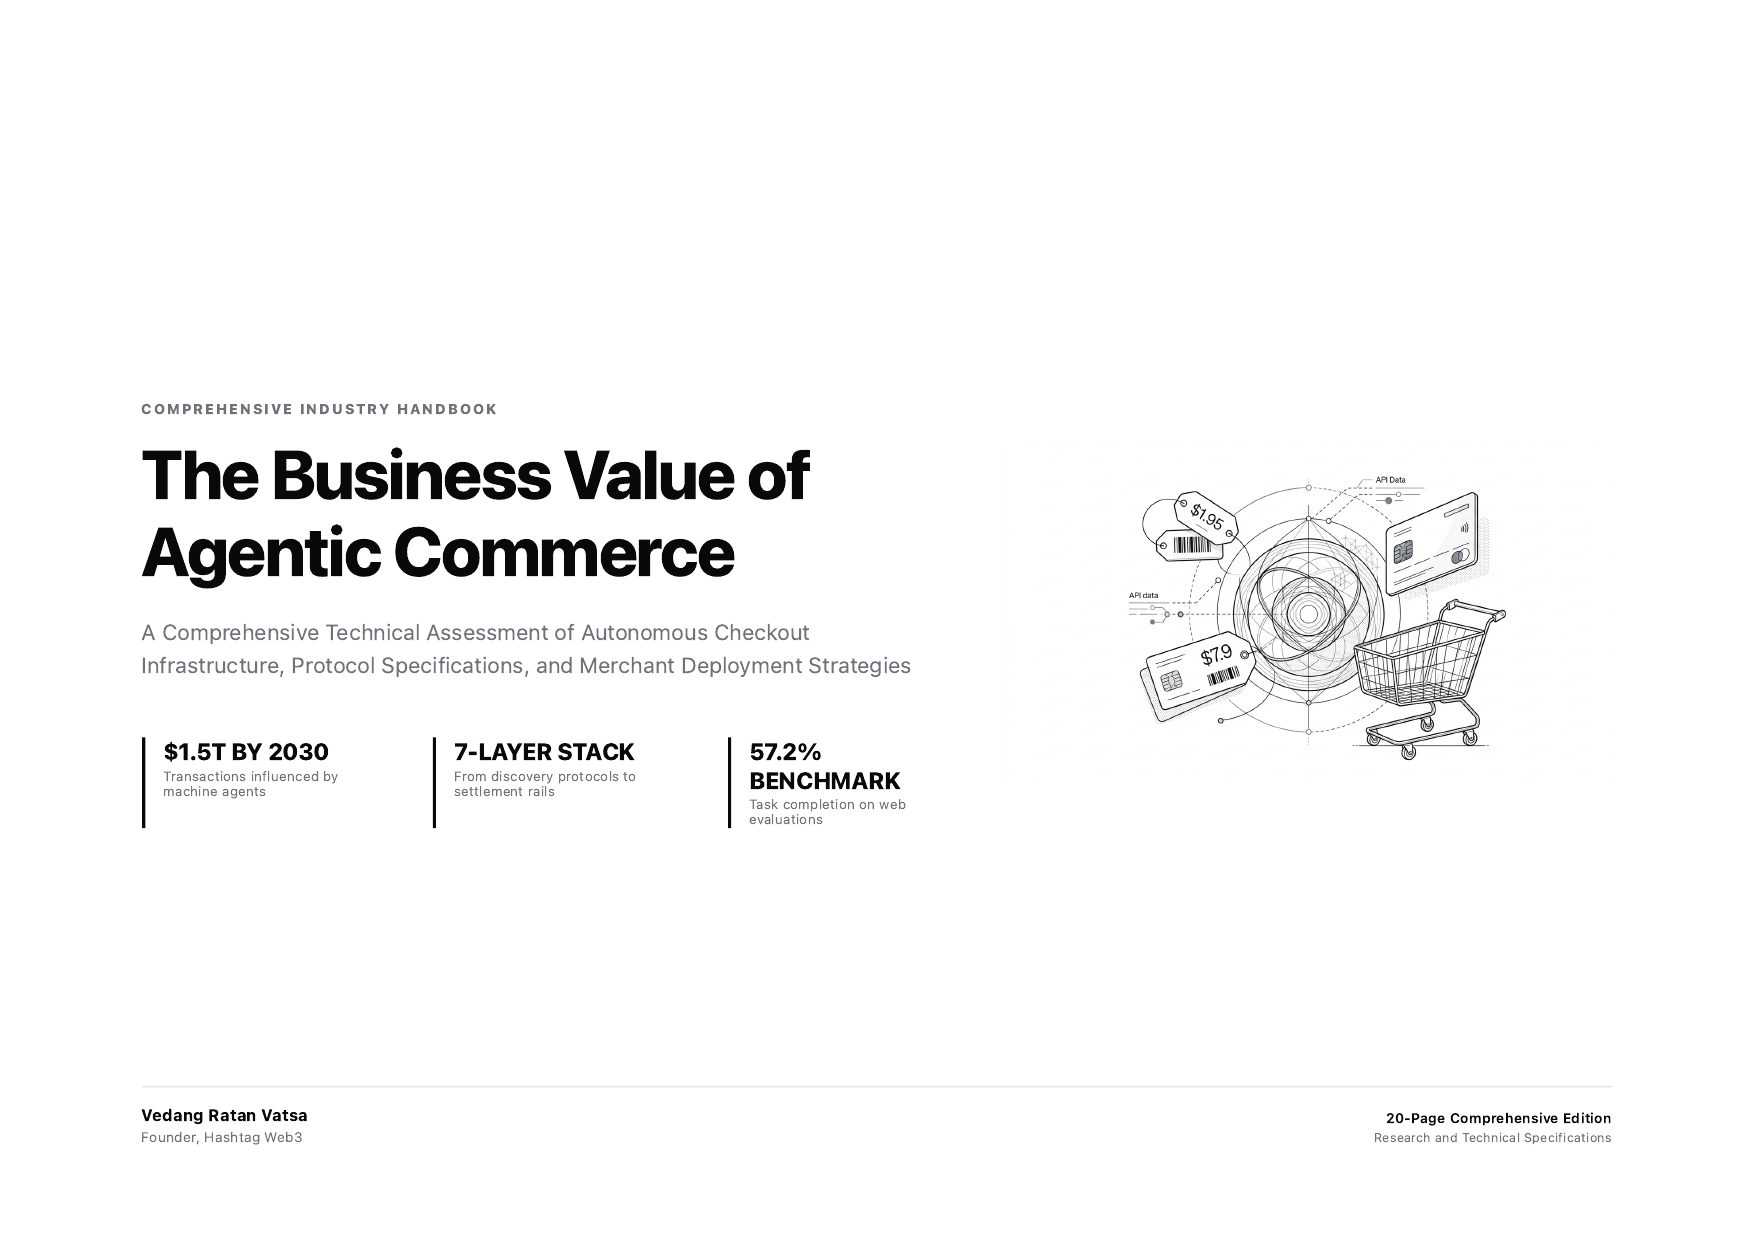 COMPREHENSIVE INDUSTRY HANDBOOK
The Business Value of
Agentic Commerce
A Comprehensive Technical Assessment of Autonomous Checkout
Infrastructure, Protocol Specifications, and Merchant Deployment Strategies
$1.5T BY 2030
Transactions influenced by
machine agents
7-LAYER STACK
From discovery protocols to
settlement rails
57.2%
BENCHMARK
Task completion on web
evaluations
API Data
$1.95
API data
$7.9
Vedang Ratan Vatsa
Founder, Hashtag Web3
20-Page Comprehensive Edition
Research and Technical Specifications